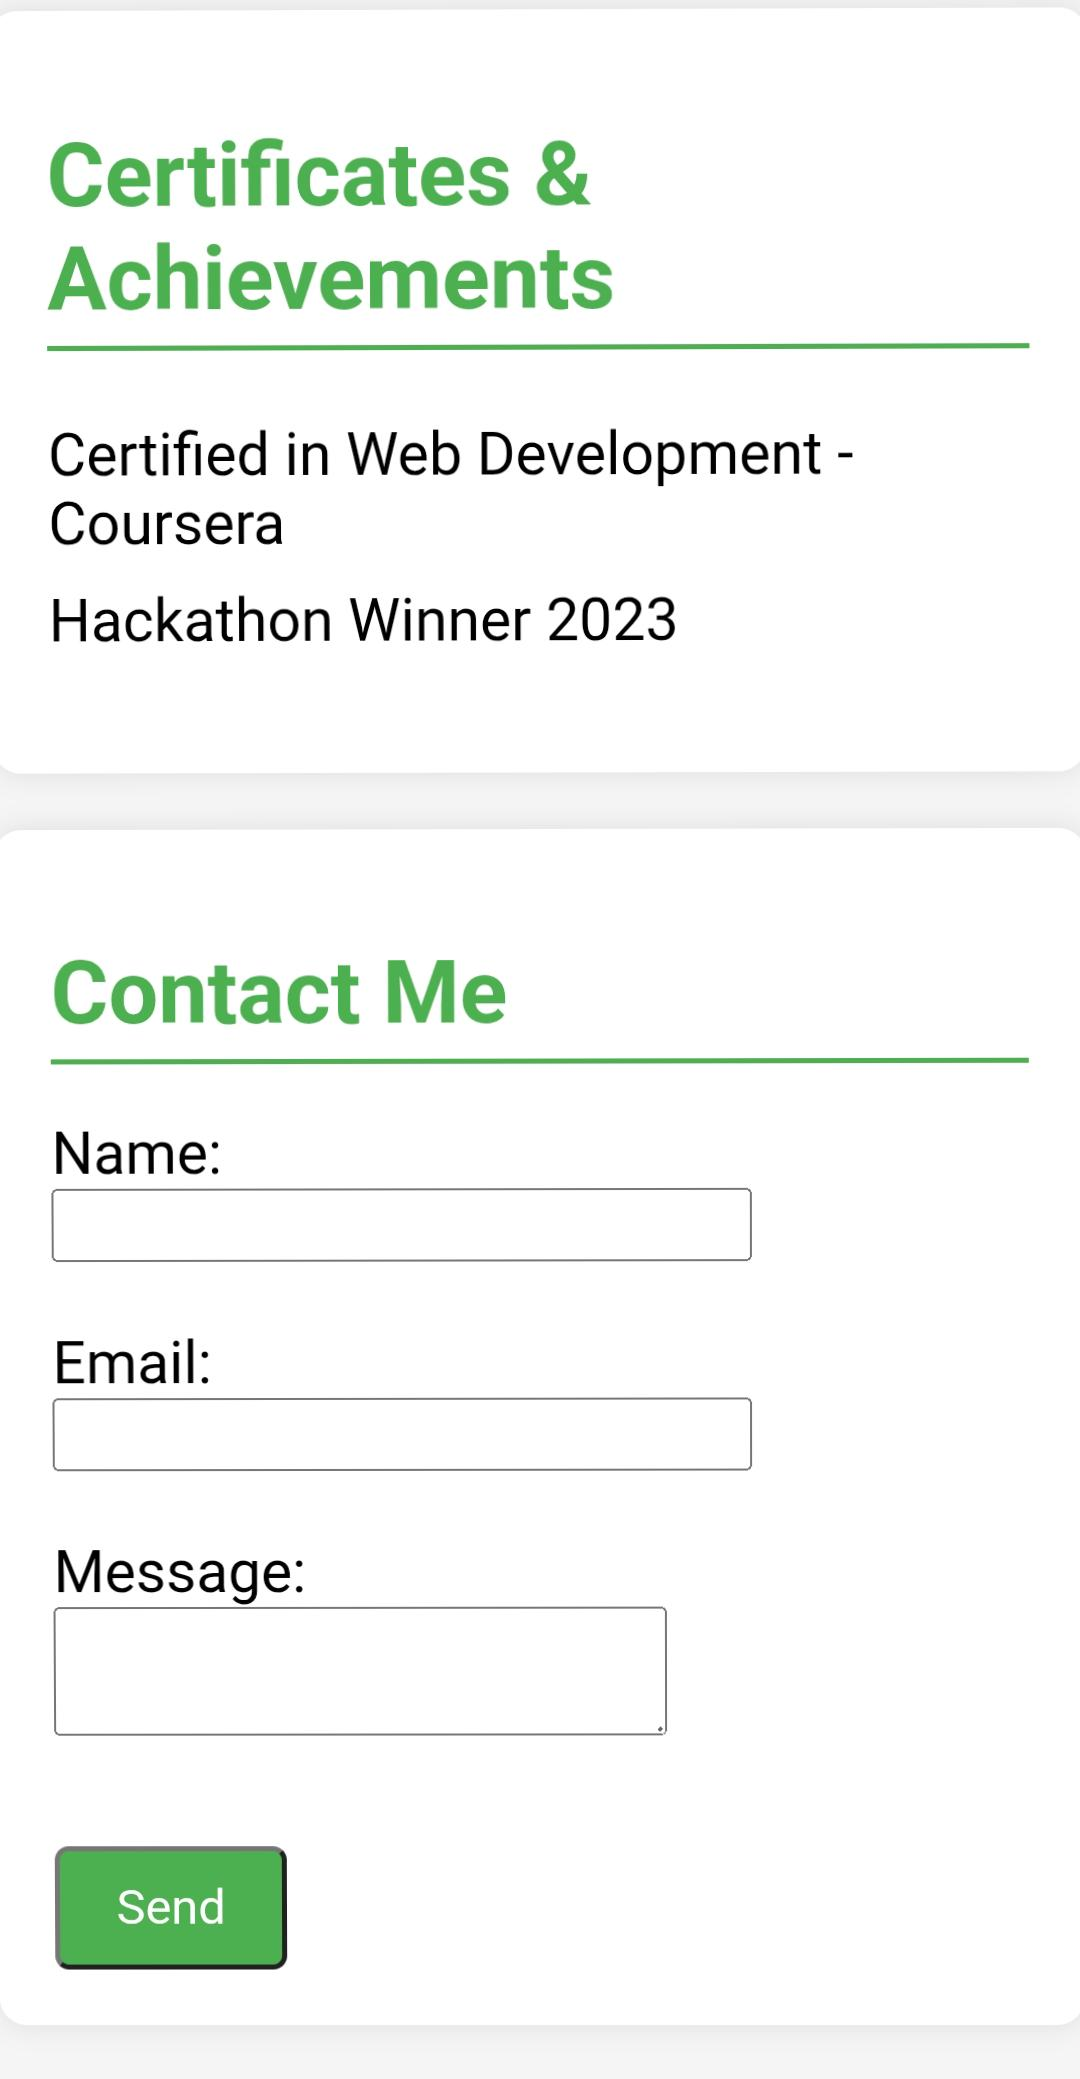 Certificates &
Achievements
Certified in Web Development -
Coursera
Hackathon Winner 2023
Contact Me
Name:
Email:
Message:
Send